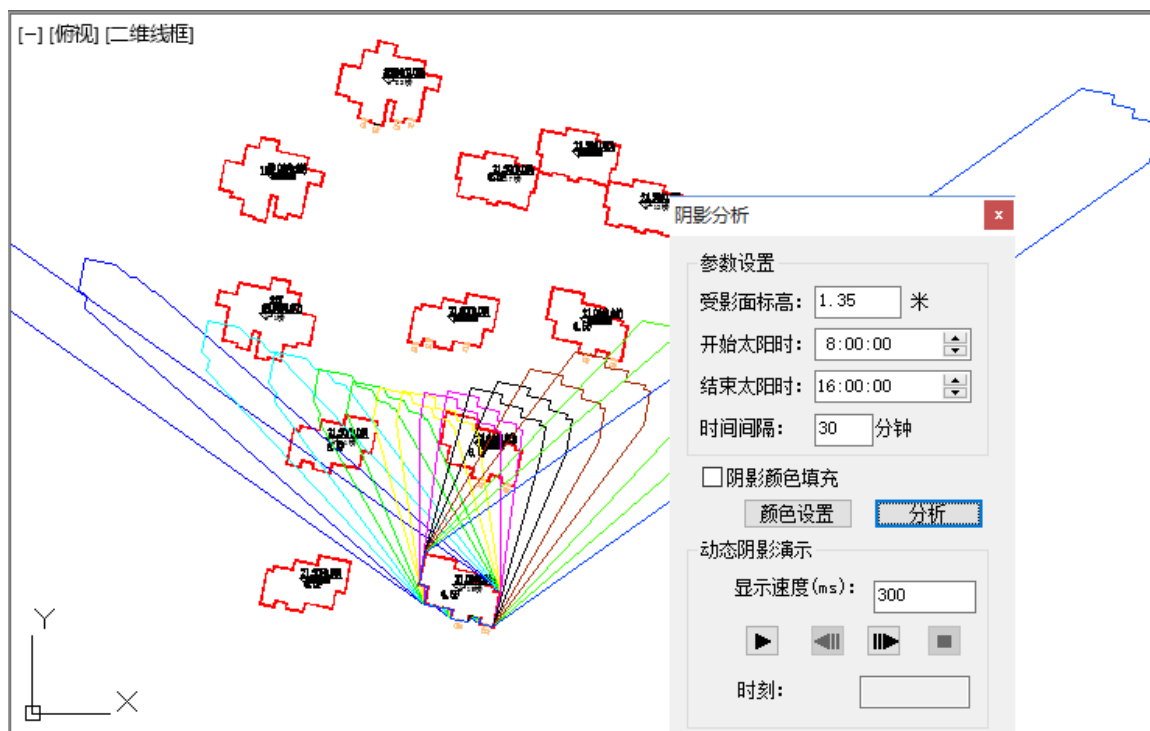 [-] [俯视] [二维线框]
阴影分析
x
参数设置
受影面标高: 1.35 米
开始太阳时: 8:00:00
结束太阳时: 16:00:00
时间间隔: 30 分钟
阴影颜色填充
颜色设置 分析
动态阴影演示
显示速度(ms): 300
时刻:
Y
X